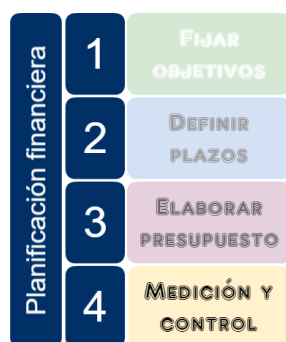 Planificación financiera
1
FIJAR
OBJETIVOS
2
DEFINIR
PLAZOS
3
ELABORAR
PRESUPUESTO
4
MEDICIÓN Y
CONTROL